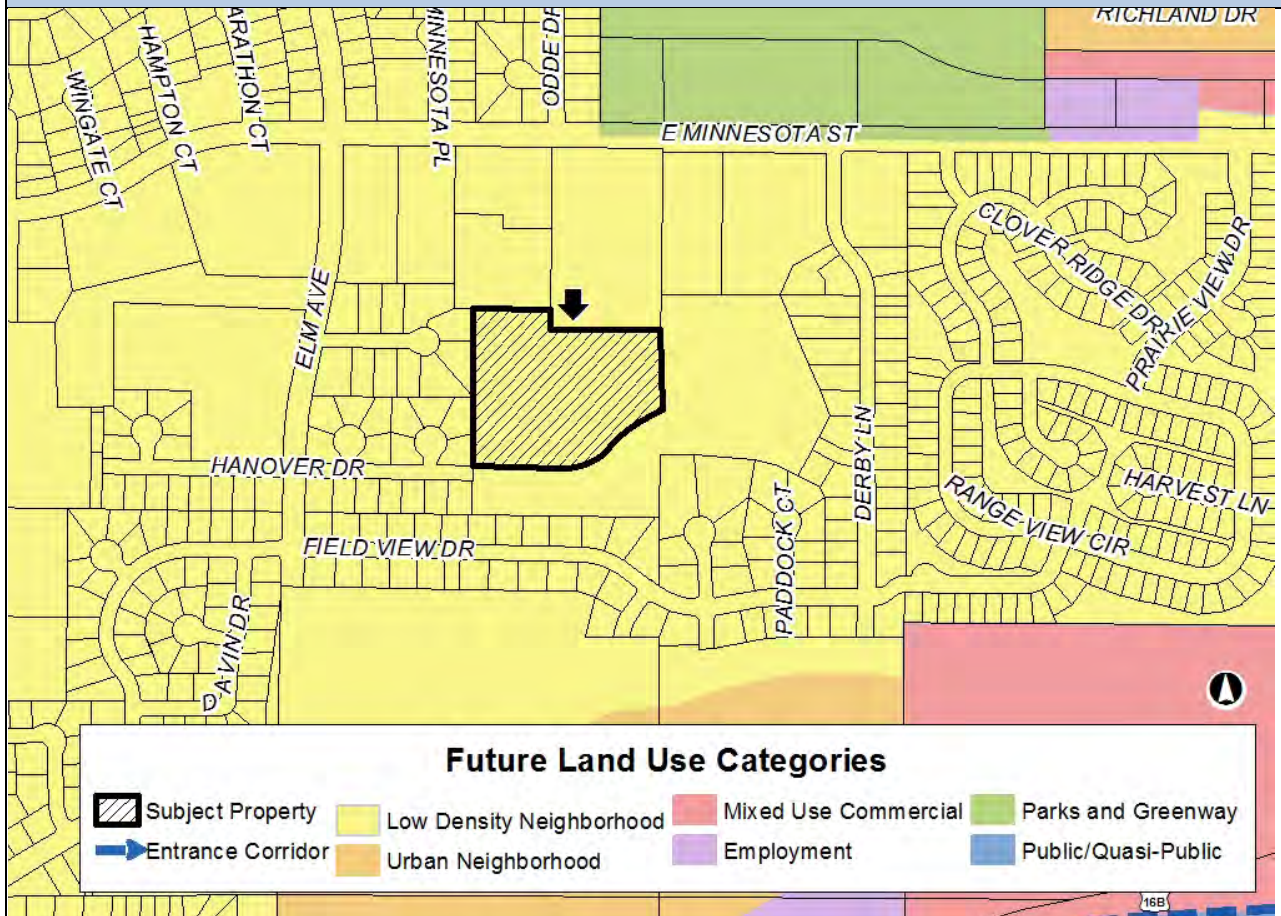 RICHLAND DR
WINGATE CT
HAMPTON CT
ARATHON CT
MINNESOTA PL
ODDE DR
E MINNESOTA ST
ELM AVE
CLOVER RIDGE DR
PRAIRIE VIEW DR
HANOVER DR
DERBY LN
HARVEST LN
RANGE VIEW CIR
FIELD VIEW DR
PADDOCK CT
DAVIN DR
Future Land Use Categories
Subject Property
Entrance Corridor
Low Density Neighborhood
Urban Neighborhood
Mixed Use Commercial
Employment
Parks and Greenway
Public/Quasi-Public
16B